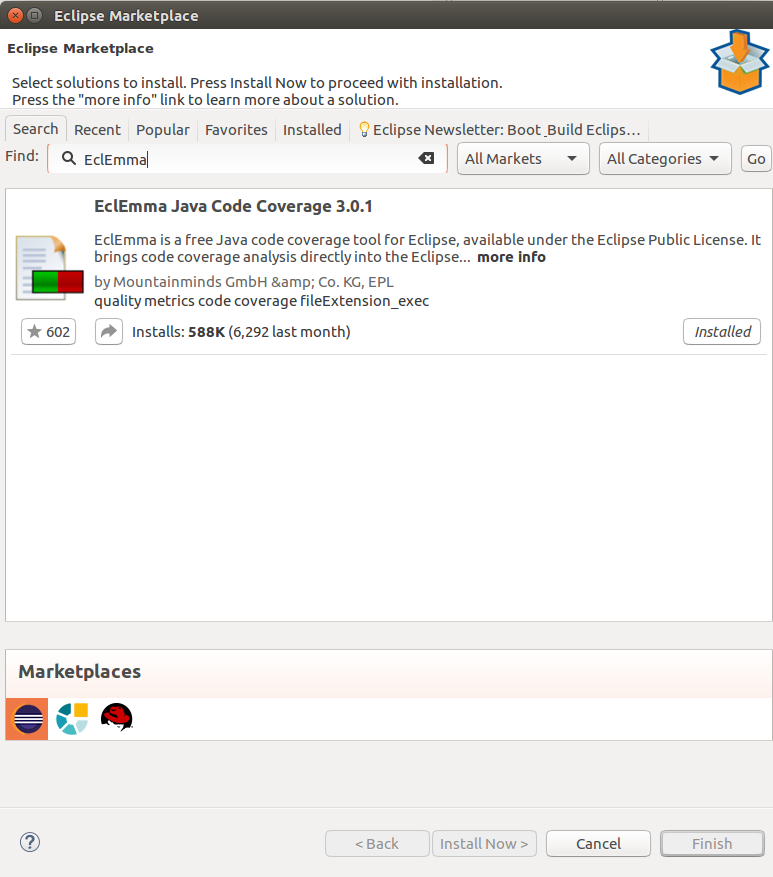 Eclipse Marketplace
Eclipse Marketplace
Select solutions to install. Press Install Now to proceed with installation.
Press the "more info" link to learn more about a solution.
Search Recent Popular Favorites Installed Eclipse Newsletter: Boot _Build Eclips...
Find: EclEmma All Markets All Categories Go
EclEmma Java Code Coverage 3.0.1
EclEmma is a free Java code coverage tool for Eclipse, available under the Eclipse Public License. It
brings code coverage analysis directly into the Eclipse... more info
by Mountainminds GmbH &amp; Co. KG, EPL
quality metrics code coverage fileExtension_exec
602 Installs: 588K (6,292 last month) Installed
Marketplaces
? < Back Install Now > Cancel Finish